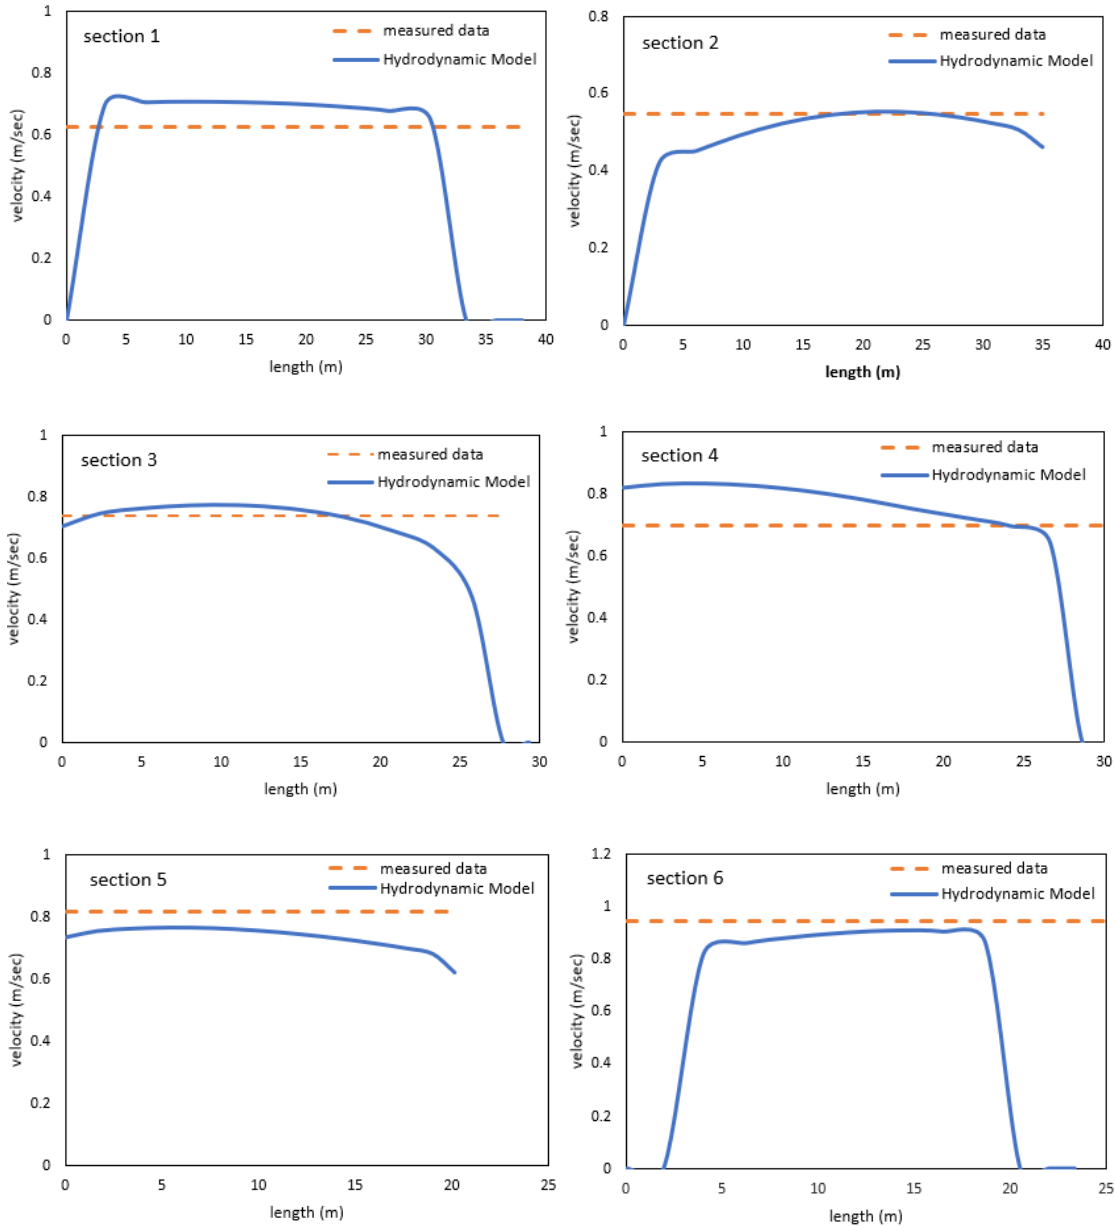 section 1
measured data
Hydrodynamic Model
velocity (m/sec)
1
0.8
0.6
0.4
0.2
0
0 5 10 15 20 25 30 35 40
length (m)
section 2
measured data
Hydrodynamic Model
velocity (m/sec)
0.8
0.6
0.4
0.2
0
0 5 10 15 20 25 30 35 40
length (m)
section 3
measured data
Hydrodynamic Model
velocity (m/sec)
1
0.8
0.6
0.4
0.2
0
0 5 10 15 20 25 30
length (m)
section 4
measured data
Hydrodynamic Model
velocity (m/sec)
1
0.8
0.6
0.4
0.2
0
0 5 10 15 20 25 30
length (m)
section 5
measured data
Hydrodynamic Model
velocity (m/sec)
1
0.8
0.6
0.4
0.2
0
0 5 10 15 20 25
length (m)
section 6
measured data
Hydrodynamic Model
velocity (m/sec)
1.2
1
0.8
0.6
0.4
0.2
0
0 5 10 15 20 25
length (m)